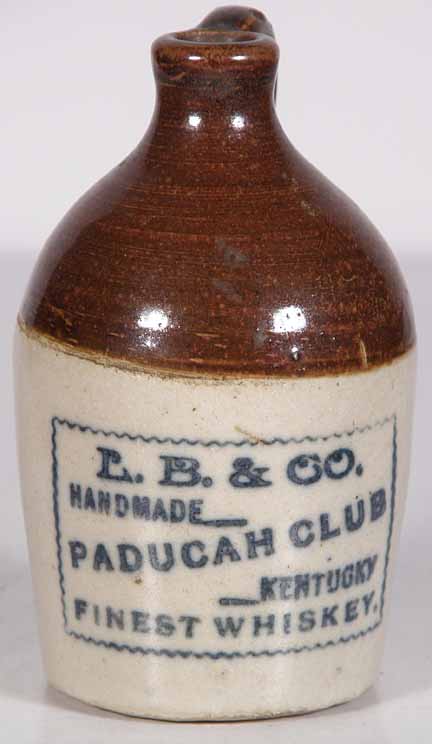 L. B. & CO.
HANDMADE
PADUCAH CLUB
KENTUCKY
FINEST WHISKEY.